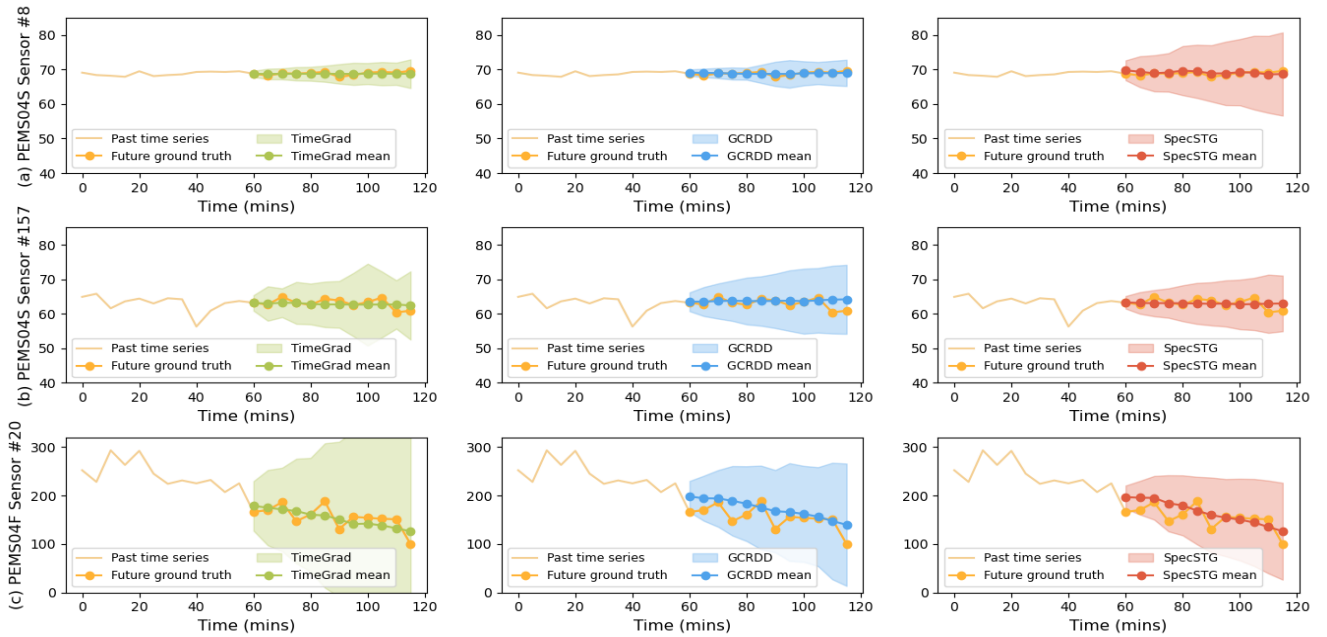 (a) PEMS04S Sensor #8
80
70
60
50
40
Past time series
Future ground truth
TimeGrad
TimeGrad mean
0 20 40 60 80 100 120
Time (mins)
80
70
60
50
40
Past time series
Future ground truth
GCRDD
GCRDD mean
0 20 40 60 80 100 120
Time (mins)
80
70
60
50
40
Past time series
Future ground truth
SpecSTG
SpecSTG mean
0 20 40 60 80 100 120
Time (mins)
(b) PEMS04S Sensor #157
80
70
60
50
40
Past time series
Future ground truth
TimeGrad
TimeGrad mean
0 20 40 60 80 100 120
Time (mins)
80
70
60
50
40
Past time series
Future ground truth
GCRDD
GCRDD mean
0 20 40 60 80 100 120
Time (mins)
80
70
60
50
40
Past time series
Future ground truth
SpecSTG
SpecSTG mean
0 20 40 60 80 100 120
Time (mins)
(c) PEMS04F Sensor #20
300
200
100
0
Past time series
Future ground truth
TimeGrad
TimeGrad mean
0 20 40 60 80 100 120
Time (mins)
300
200
100
0
Past time series
Future ground truth
GCRDD
GCRDD mean
0 20 40 60 80 100 120
Time (mins)
300
200
100
0
Past time series
Future ground truth
SpecSTG
SpecSTG mean
0 20 40 60 80 100 120
Time (mins)